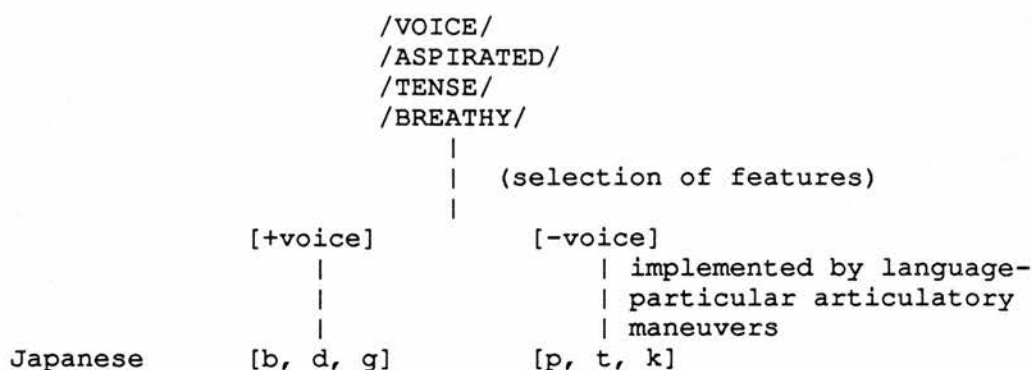 /VOICE/
/ASPIRATED/
/TENSE/
/BREATHY/
(selection of features)
[+voice] [-voice]
implemented by language-
particular articulatory
maneuvers
Japanese [b, d, g] [p, t, k]